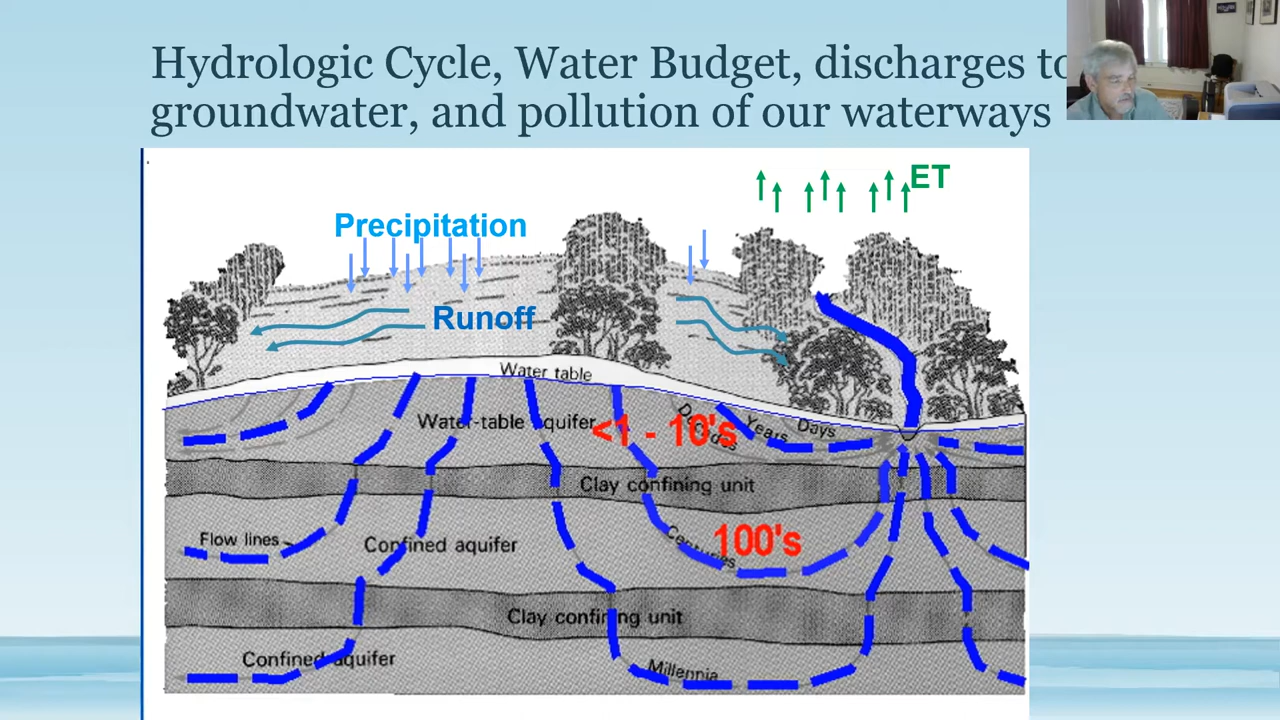 Hydrologic Cycle, Water Budget, discharges to
groundwater, and pollution of our waterways
ET
Precipitation
Runoff
Water table
Water-table aquifer
<1 - 10's
Decades
Years
Days
Clay confining unit
Flow lines
Confined aquifer
Centuries
100's
Clay confining unit
Confined aquifer
Millennia